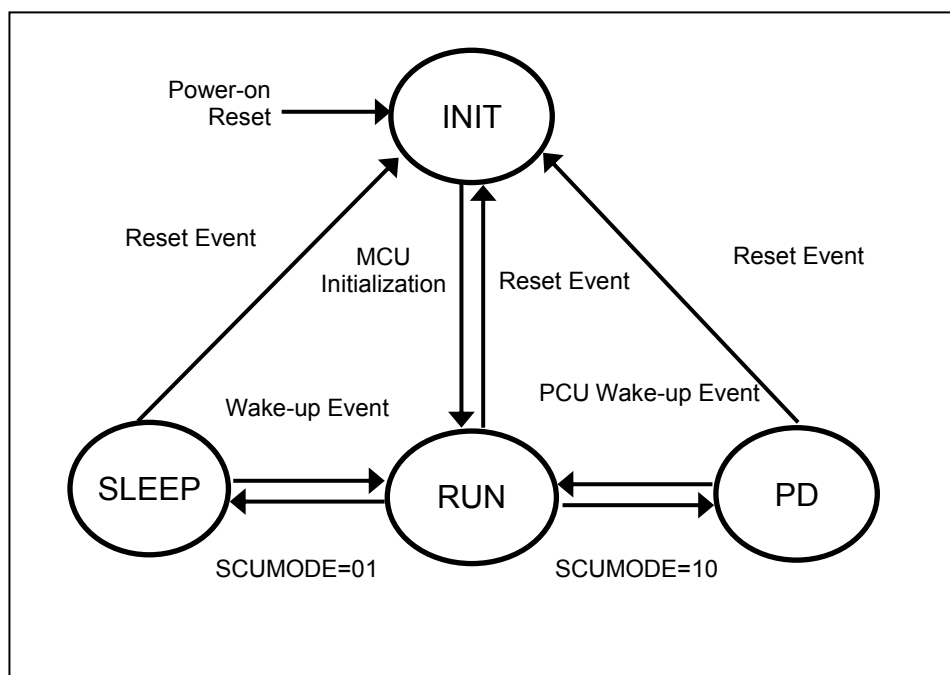 Power-on
Reset
INIT
Reset Event
MCU
Initialization
Reset Event
Reset Event
Wake-up Event
PCU Wake-up Event
SLEEP
RUN
PD
SCUMODE=01
SCUMODE=10